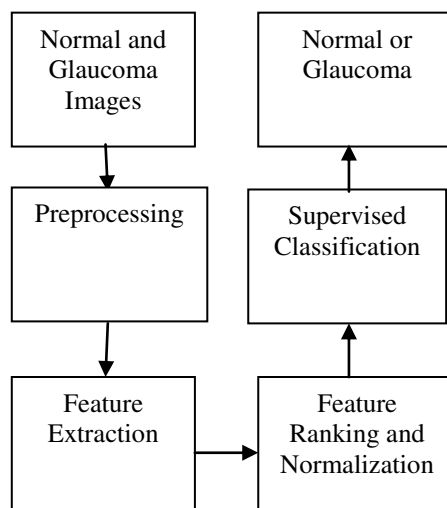 Normal and
Glaucoma
Images
Preprocessing
Feature
Extraction
Feature
Ranking and
Normalization
Supervised
Classification
Normal or
Glaucoma